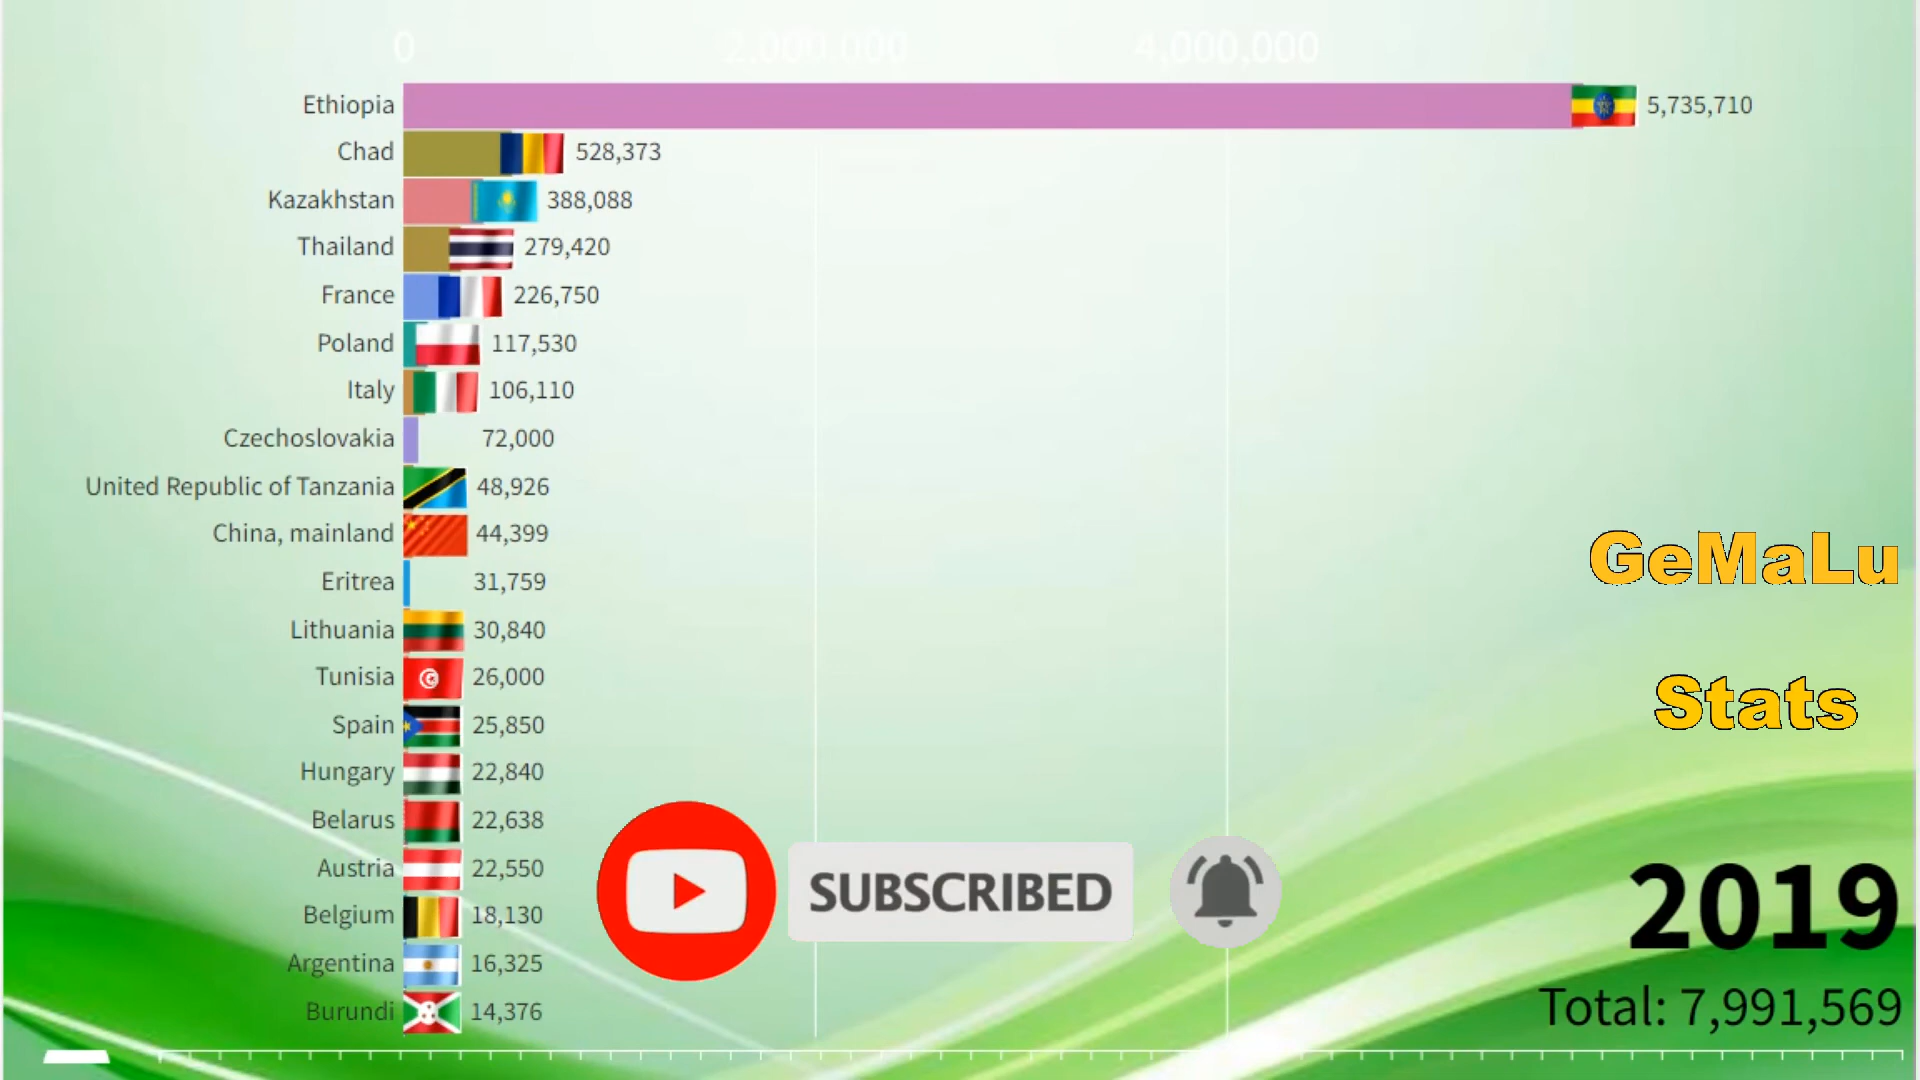 0 2,000,000 4,000,000
Ethiopia 5,735,710
Chad 528,373
Kazakhstan 388,088
Thailand 279,420
France 226,750
Poland 117,530
Italy 106,110
Czechoslovakia 72,000
United Republic of Tanzania 48,926
China, mainland 44,399
Eritrea 31,759
Lithuania 30,840
Tunisia 26,000
Spain 25,850
Hungary 22,840
Belarus 22,638
Austria 22,550
Belgium 18,130
Argentina 16,325
Burundi 14,376
GeMaLu
Stats
SUBSCRIBED
2019
Total: 7,991,569